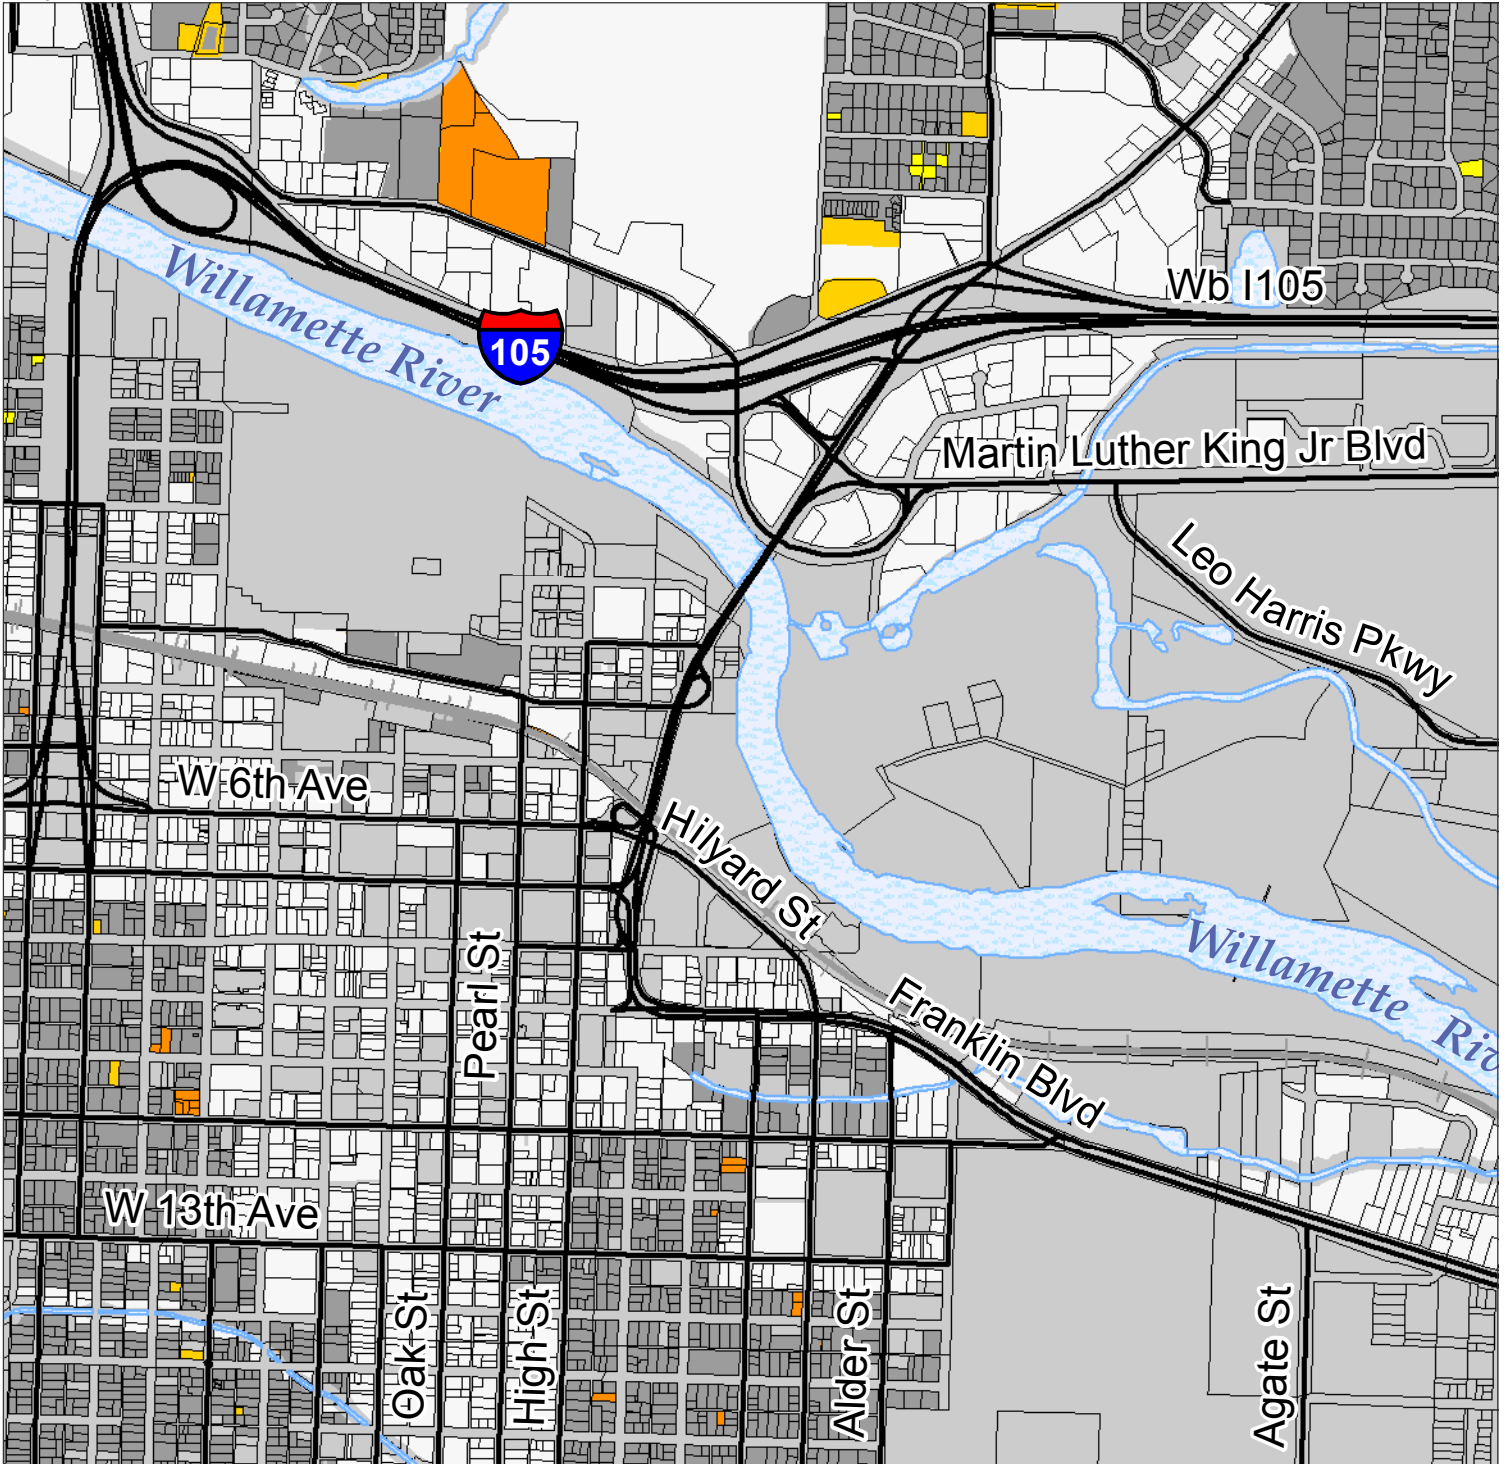 Wb I105
Willamette River
105
Martin Luther King Jr Blvd
Leo Harris Pkwy
W 6th Ave
Hilyard St
Pearl St
Willamette Riv
Franklin Blvd
W 13th Ave
Oak St
High St
Alder St
Agate St